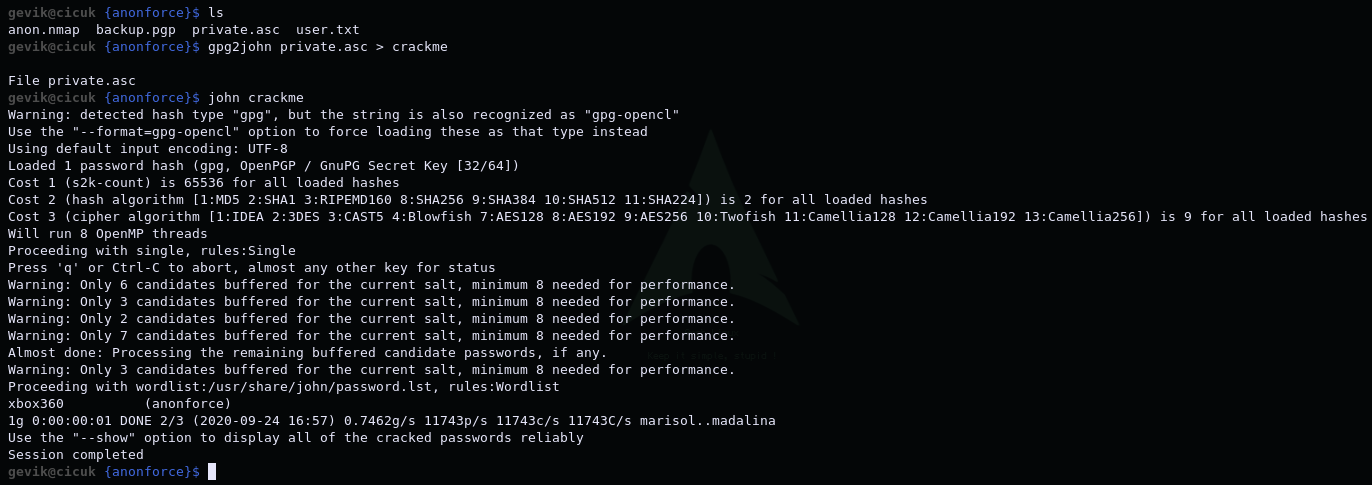 gevik@cicuk {anonforce}$ ls
anon.nmap  backup.pgp  private.asc  user.txt
gevik@cicuk {anonforce}$ gpg2john private.asc > crackme
File private.asc
gevik@cicuk {anonforce}$ john crackme
Warning: detected hash type "gpg", but the string is also recognized as "gpg-opencl"
Use the "--format=gpg-opencl" option to force loading these as that type instead
Using default input encoding: UTF-8
Loaded 1 password hash (gpg, OpenPGP / GnuPG Secret Key [32/64])
Cost 1 (s2k-count) is 65536 for all loaded hashes
Cost 2 (hash algorithm [1:MD5 2:SHA1 3:RIPEMD160 8:SHA256 9:SHA384 10:SHA512 11:SHA224]) is 2 for all loaded hashes
Cost 3 (cipher algorithm [1:IDEA 2:3DES 3:CAST5 4:Blowfish 7:AES128 8:AES192 9:AES256 10:Twofish 11:Camellia128 12:Camellia192 13:Camellia256]) is 9 for all loaded hashes
Will run 8 OpenMP threads
Proceeding with single, rules:Single
Press 'q' or Ctrl-C to abort, almost any other key for status
Warning: Only 6 candidates buffered for the current salt, minimum 8 needed for performance.
Warning: Only 3 candidates buffered for the current salt, minimum 8 needed for performance.
Warning: Only 2 candidates buffered for the current salt, minimum 8 needed for performance.
Warning: Only 7 candidates buffered for the current salt, minimum 8 needed for performance.
Almost done: Processing the remaining buffered candidate passwords, if any.
Warning: Only 3 candidates buffered for the current salt, minimum 8 needed for performance.
Proceeding with wordlist:/usr/share/john/password.lst, rules:Wordlist
xbox360          (anonforce)
1g 0:00:00:01 DONE 2/3 (2020-09-24 16:57) 0.7462g/s 11743p/s 11743c/s 11743C/s marisol..madalina
Use the "--show" option to display all of the cracked passwords reliably
Session completed
gevik@cicuk {anonforce}$